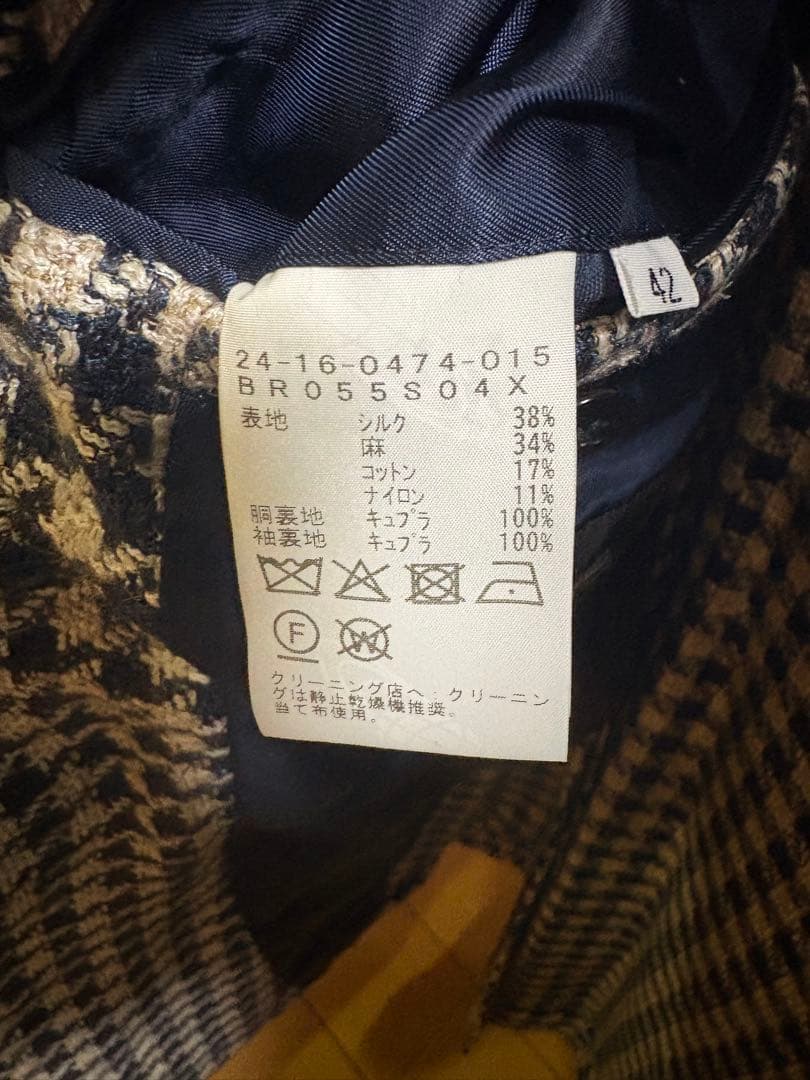 42
24-16-0474-015
BR055S04X
表地 シルク 38%
麻 34%
コットン 17%
ナイロン 11%
胴裏地 キュプラ 100%
袖裏地 キュプラ 100%
F W
クリーニング店へ:クリーニン
グは静止乾燥機推奨。
当て布使用。